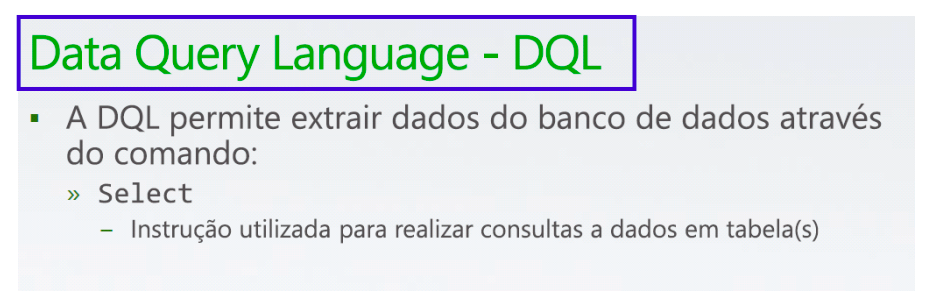 Data Query Language - DQL
▪ A DQL permite extrair dados do banco de dados através
do comando:
» Select
– Instrução utilizada para realizar consultas a dados em tabela(s)